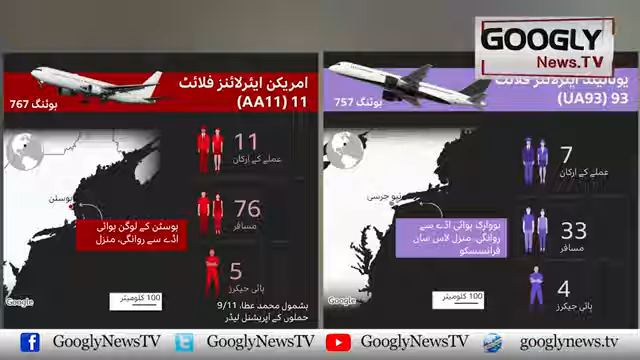 GOOGLY
News.TV
امریکن ایئرلائنز فلائٹ
11 (AA11)
بوئنگ 767
11
عملے کے ارکان
بوسٹن
76
مسافر
بوسٹن کے لوگن ہوائی
اڈے سے روانگی، منزل
5
ہائی جیکرز
بشمول محمد عطا، 9/11
حملوں کے آپریشنل لیڈر
100 کلومیٹر
Google
یونائیٹڈ ایئرلائنز فلائٹ
93 (UA93)
بوئنگ 757
7
عملے کے ارکان
نیو جرسی
33
مسافر
نیوارک ہوائی اڈے سے
روانگی، منزل لاس سان
فرانسسکو
4
ہائی جیکرز
100 کلومیٹر
Google
GooglyNewsTV
GooglyNewsTV
GooglyNewsTV
googlynews.tv